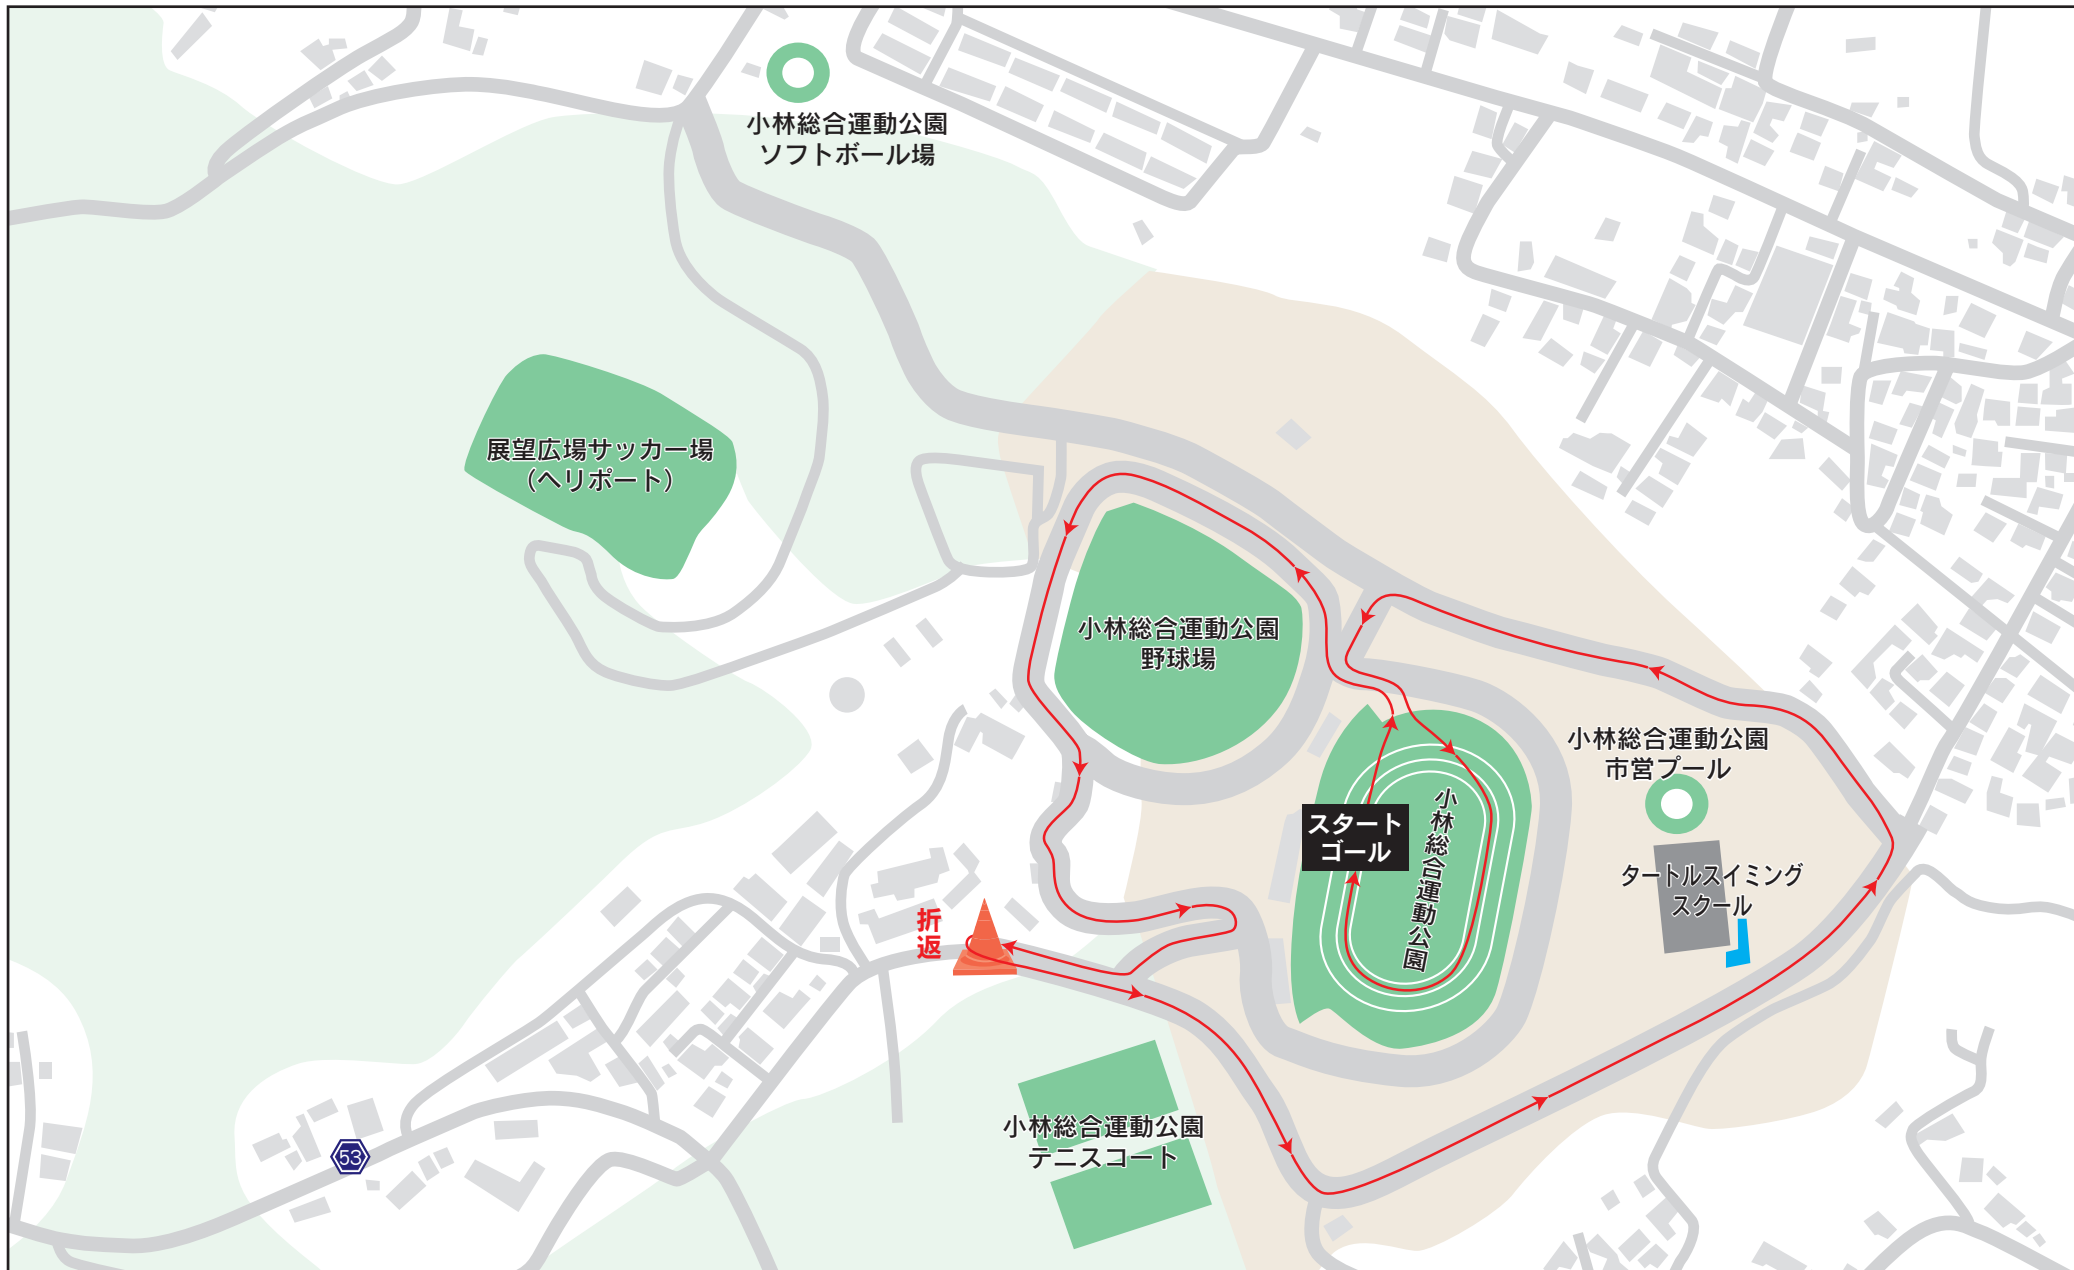 小林総合運動公園
ソフトボール場
展望広場サッカー場
（ヘリポート）
小林総合運動公園
野球場
小林総合運動公園
市営プール
スタート
ゴール
小林総合運動公園
タートルスイミング
スクール
折返
小林総合運動公園
テニスコート
53